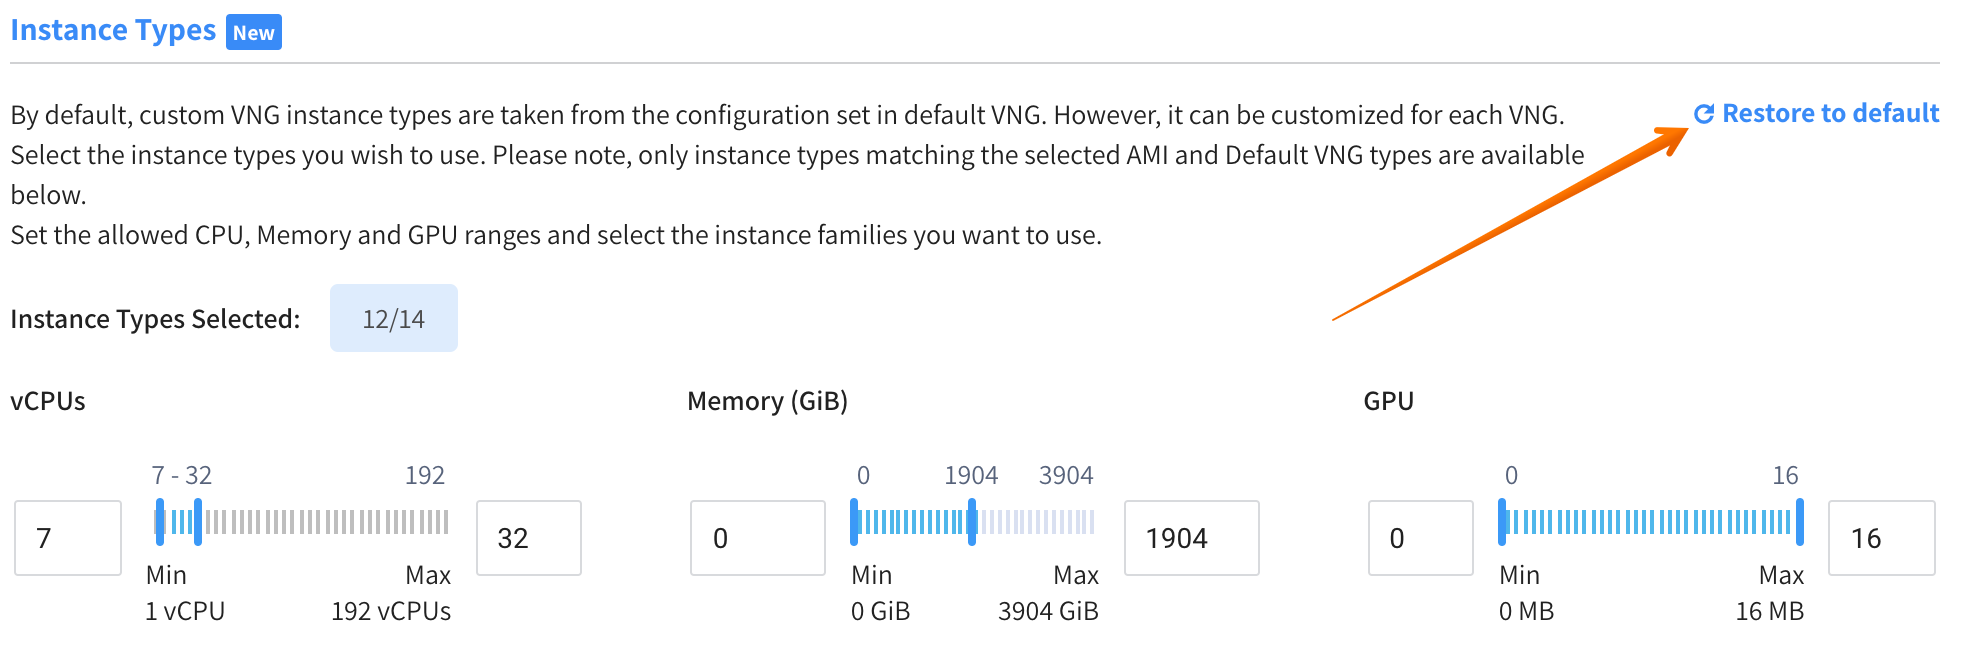 Instance Types New
By default, custom VNG instance types are taken from the configuration set in default VNG. However, it can be customized for each VNG.
Select the instance types you wish to use. Please note, only instance types matching the selected AMI and Default VNG types are available
below.
Set the allowed CPU, Memory and GPU ranges and select the instance families you want to use.
Restore to default
Instance Types Selected: 12/14
vCPUs
7 - 32 192
7 32
Min Max
1 vCPU 192 vCPUs
Memory (GiB)
0 1904 3904
0 1904
Min Max
0 GiB 3904 GiB
GPU
0 16
0 16
Min Max
0 MB 16 MB